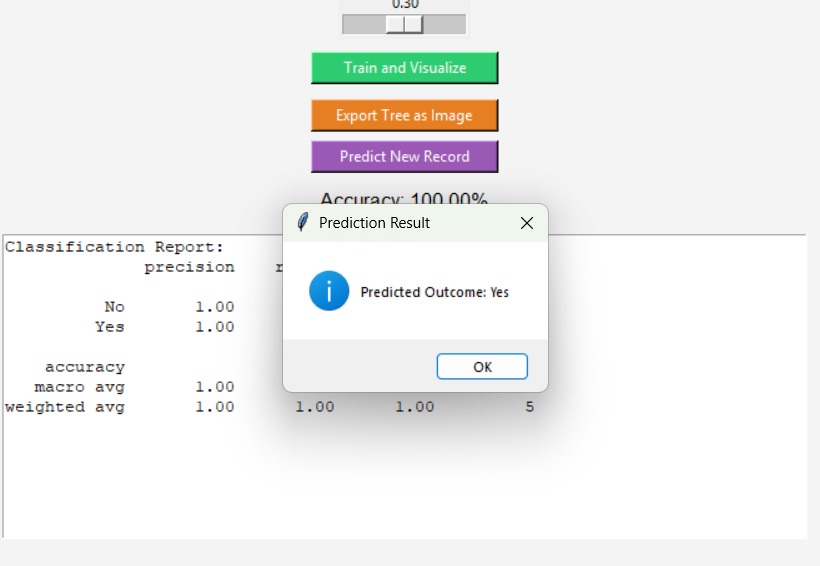 0.30
Train and Visualize
Export Tree as Image
Predict New Record
Accuracy: 100.00%
Prediction Result
Classification Report:
precision
No 1.00
Predicted Outcome: Yes
Yes 1.00
accuracy
OK
macro avg 1.00
weighted avg 1.00 1.00 1.00 5